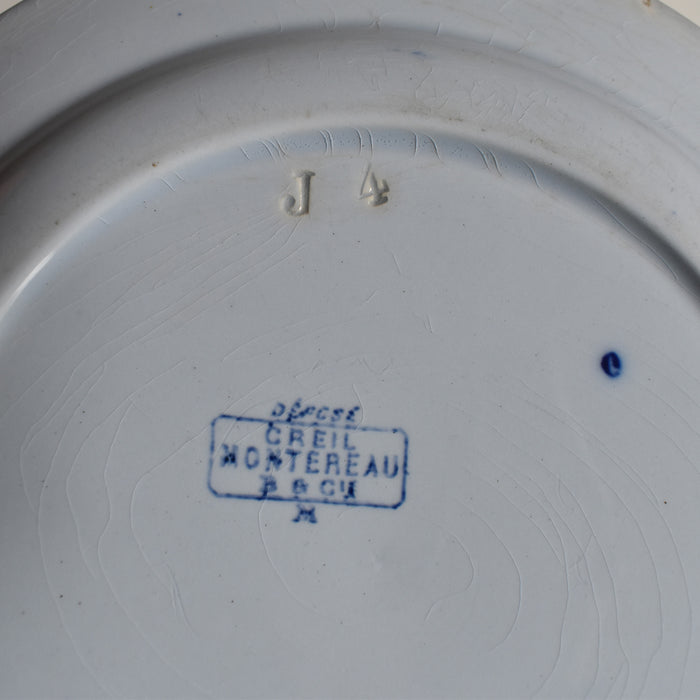 J 4
DÉPOSÉ
CREIL
MONTEREAU
B & CIE
M